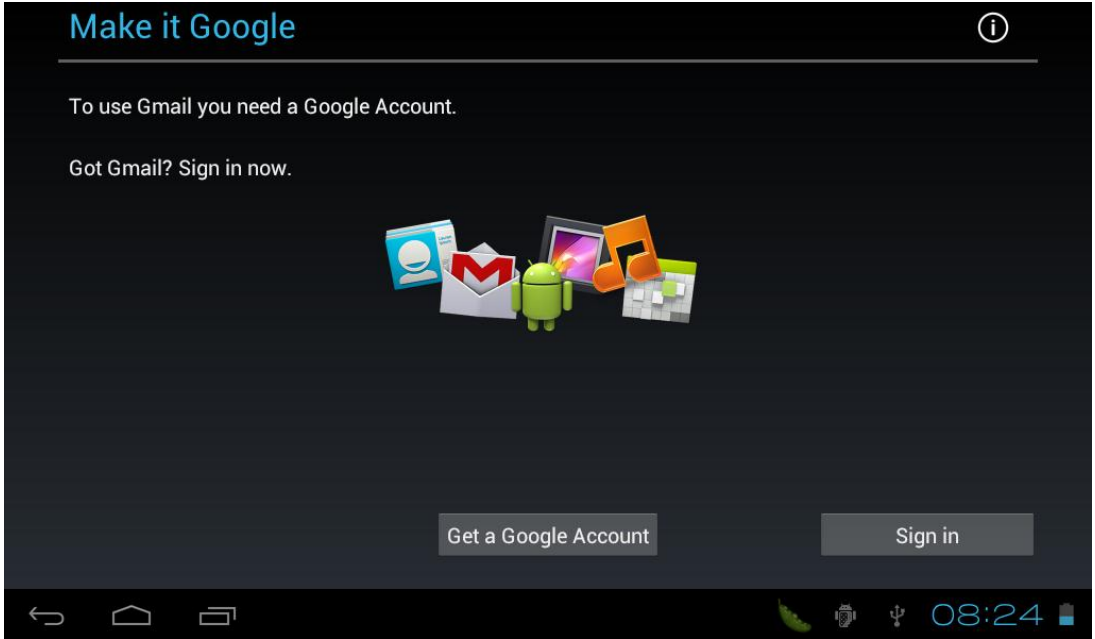 Make it Google
To use Gmail you need a Google Account.
Got Gmail? Sign in now.
Get a Google Account
Sign in
08:24